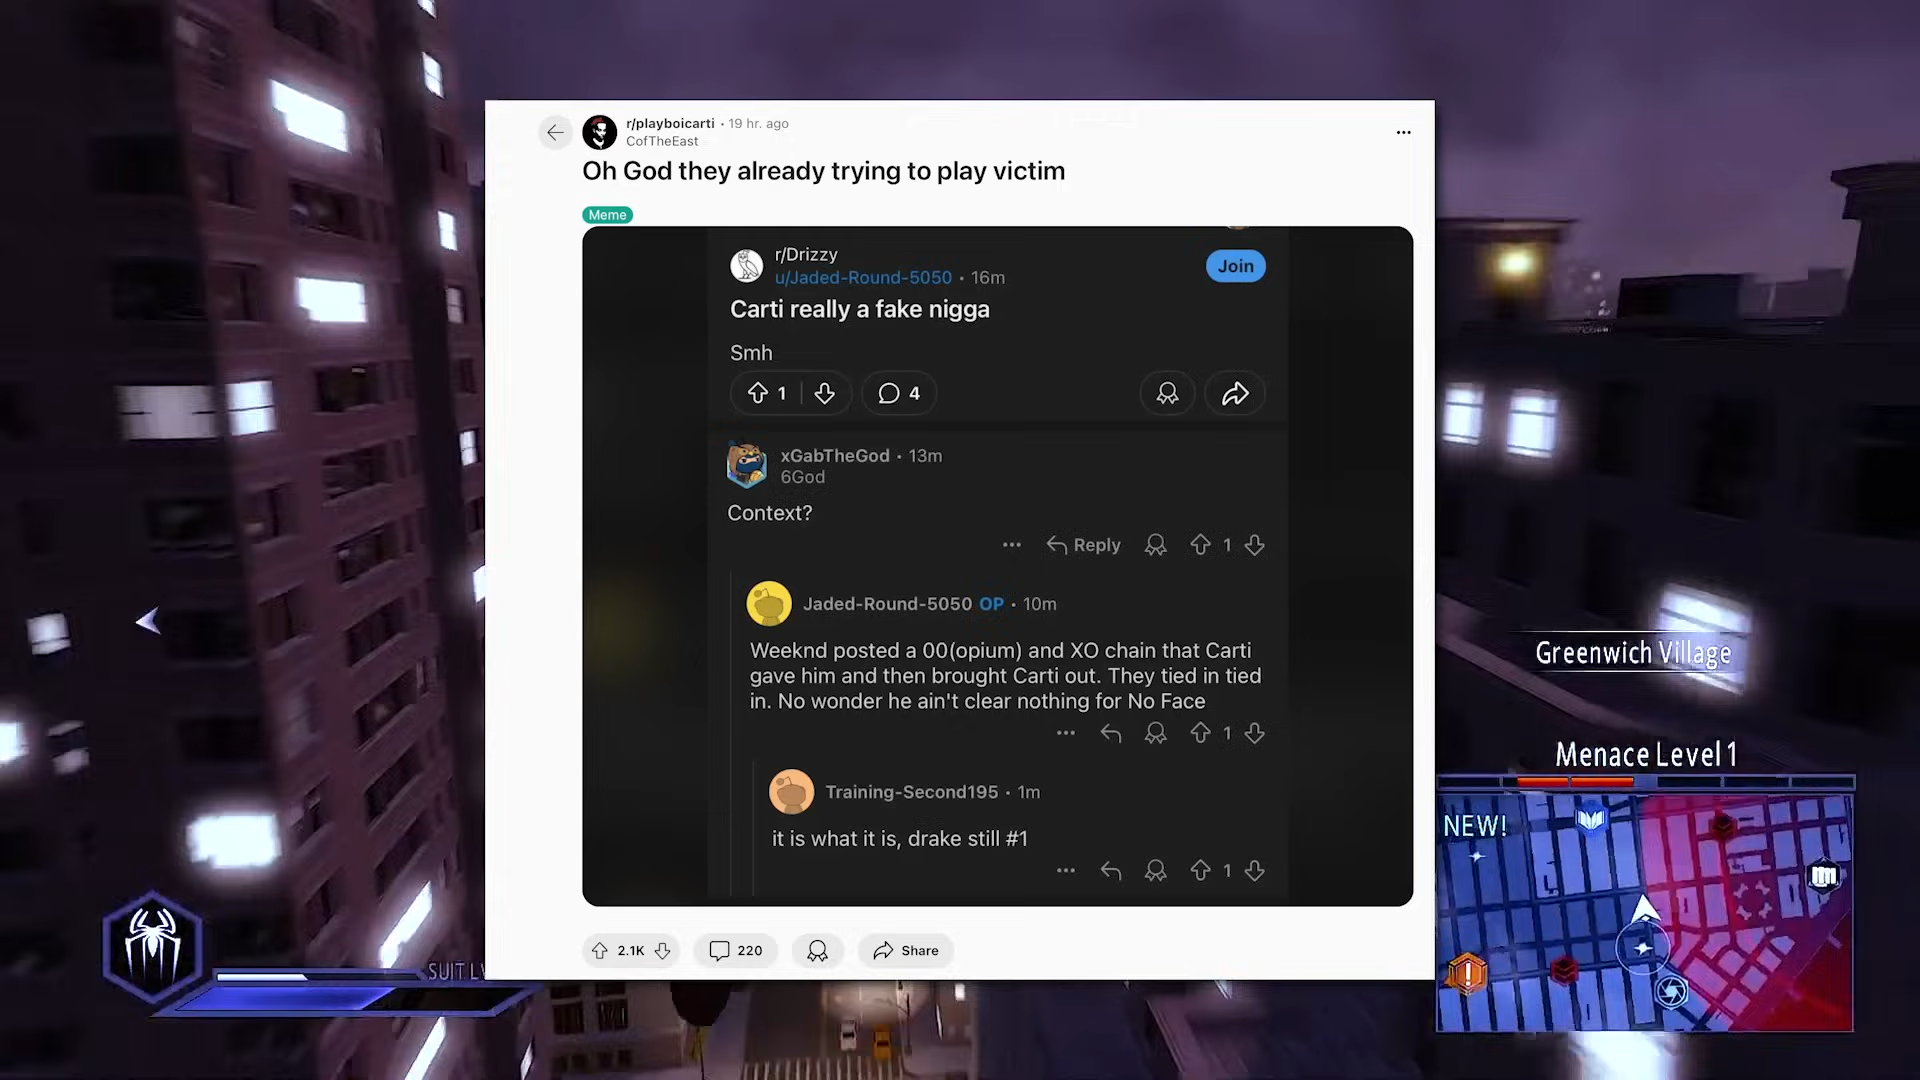 r/playboicarti • 19 hr. ago
CofTheEast
Oh God they already trying to play victim
Meme
r/Drizzy
u/Jaded-Round-5050 • 16m
Join
Carti really a fake nigga
Smh
1
4
xGabTheGod • 13m
6God
Context?
Reply
1
Jaded-Round-5050 OP • 10m
Weeknd posted a 00(opium) and XO chain that Carti
gave him and then brought Carti out. They tied in tied
in. No wonder he ain't clear nothing for No Face
1
Training-Second195 • 1m
it is what it is, drake still #1
1
2.1K
220
Share
Greenwich Village
Menace Level 1
NEW!
SUIT LV